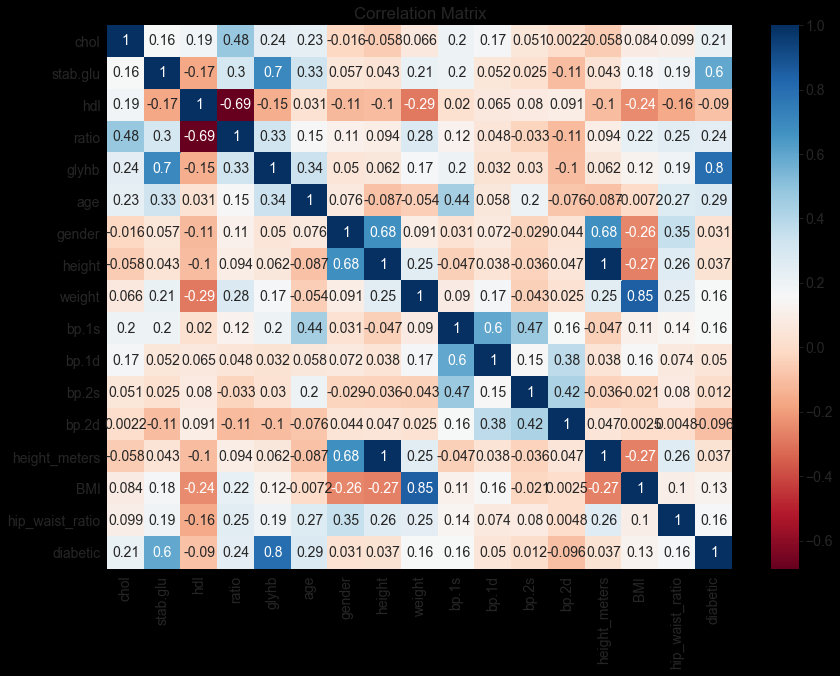 Correlation Matrix
chol 1 0.16 0.19 0.48 0.24 0.23 -0.016 -0.058 0.066 0.2 0.17 0.051 0.0022 -0.058 0.084 0.099 0.21
stab.glu 0.16 1 -0.17 0.3 0.7 0.33 0.057 0.043 0.21 0.2 0.052 0.025 -0.11 0.043 0.18 0.19 0.6
hdl 0.19 -0.17 1 -0.69 -0.15 0.031 -0.11 -0.1 -0.29 0.02 0.065 0.08 0.091 -0.1 -0.24 -0.16 -0.09
ratio 0.48 0.3 -0.69 1 0.33 0.15 0.11 0.094 0.28 0.12 0.048 -0.033 -0.11 0.094 0.22 0.25 0.24
glyhb 0.24 0.7 -0.15 0.33 1 0.34 0.05 0.062 0.17 0.2 0.032 0.03 -0.1 0.062 0.12 0.19 0.8
age 0.23 0.33 0.031 0.15 0.34 1 0.076 -0.087 -0.054 0.44 0.058 0.2 -0.076 -0.087 -0.0072 0.27 0.29
gender -0.016 0.057 -0.11 0.11 0.05 0.076 1 0.68 0.091 0.031 0.072 -0.029 0.044 0.68 -0.26 0.35 0.031
height -0.058 0.043 -0.1 0.094 0.062 -0.087 0.68 1 0.25 -0.047 0.038 -0.036 0.047 1 -0.27 0.26 0.037
weight 0.066 0.21 -0.29 0.28 0.17 -0.054 0.091 0.25 1 0.09 0.17 -0.043 0.025 0.25 0.85 0.25 0.16
bp.1s 0.2 0.2 0.02 0.12 0.2 0.44 0.031 -0.047 0.09 1 0.6 0.47 0.16 -0.047 0.11 0.14 0.16
bp.1d 0.17 0.052 0.065 0.048 0.032 0.058 0.072 0.038 0.17 0.6 1 0.15 0.38 0.038 0.16 0.074 0.05
bp.2s 0.051 0.025 0.08 -0.033 0.03 0.2 -0.029 -0.036 -0.043 0.47 0.15 1 0.42 -0.036 -0.021 0.08 0.012
bp.2d 0.0022 -0.11 0.091 -0.11 -0.1 -0.076 0.044 0.047 0.025 0.16 0.38 0.42 1 0.047 0.0025 0.0048 -0.096
height_meters -0.058 0.043 -0.1 0.094 0.062 -0.087 0.68 1 0.25 -0.047 0.038 -0.036 0.047 1 -0.27 0.26 0.037
BMI 0.084 0.18 -0.24 0.22 0.12 -0.0072 -0.26 -0.27 0.85 0.11 0.16 -0.021 0.0025 -0.27 1 0.1 0.13
hip_waist_ratio 0.099 0.19 -0.16 0.25 0.19 0.27 0.35 0.26 0.25 0.14 0.074 0.08 0.0048 0.26 0.1 1 0.16
diabetic 0.21 0.6 -0.09 0.24 0.8 0.29 0.031 0.037 0.16 0.16 0.05 0.012 -0.096 0.037 0.13 0.16 1
chol stab.glu hdl ratio glyhb age gender height weight bp.1s bp.1d bp.2s bp.2d height_meters BMI hip_waist_ratio diabetic
1.0
0.8
0.6
0.4
0.2
0.0
−0.2
−0.4
−0.6